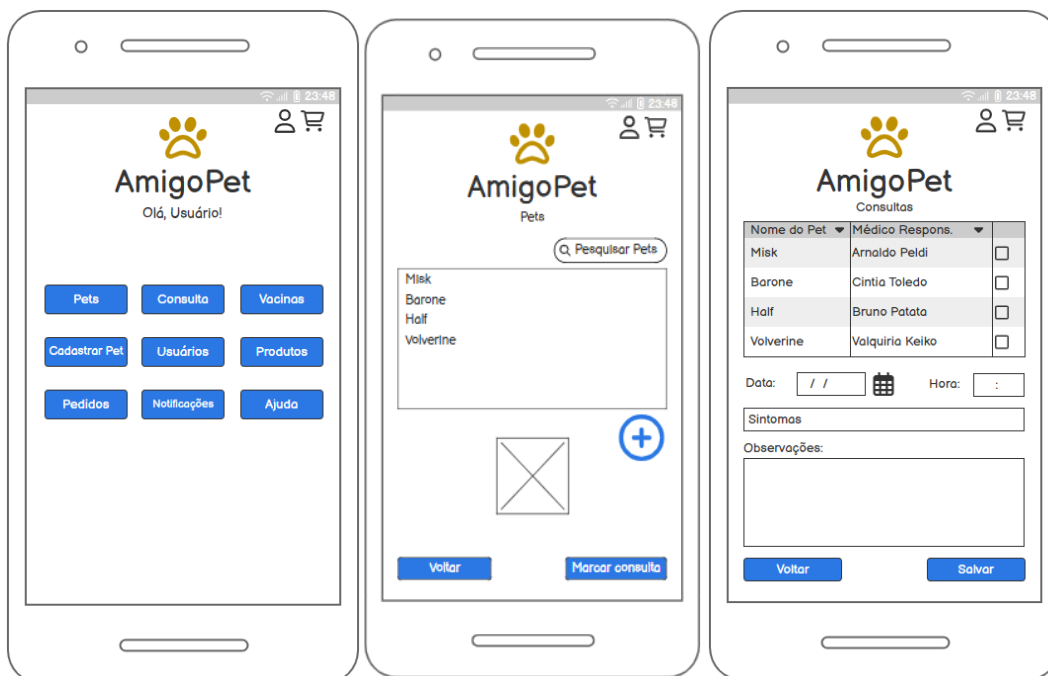 23:48
AmigoPet
Olá, Usuário!
Pets Consulta Vacinas
Cadastrar Pet Usuários Produtos
Pedidos Notificações Ajuda
23:48
AmigoPet
Pets
Pesquisar Pets
Misk
Barone
Half
Volverine
Voltar Marcar consulta
23:48
AmigoPet
Consultas
Nome do Pet Médico Respons.
Misk Arnaldo Peldi
Barone Cintia Toledo
Half Bruno Patata
Volverine Valquiria Keiko
Data: / / Hora: :
Sintomas
Observações:
Voltar Salvar